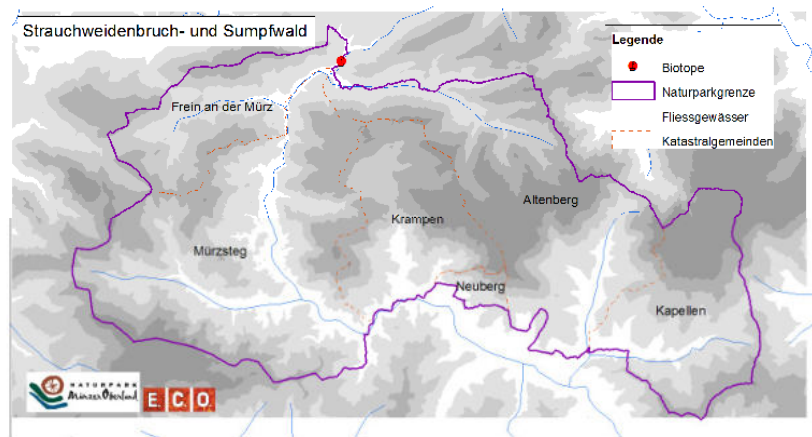 Strauchweidenbruch- und Sumpfwald
Legende
Biotope
Naturparkgrenze
Fliessgewässer
Katastralgemeinden
Frein an der Mürz
Altenberg
Krampen
Mürzsteg
Neuberg
Kapellen
NATURPARK
Mürzer Oberland
E.C.O.